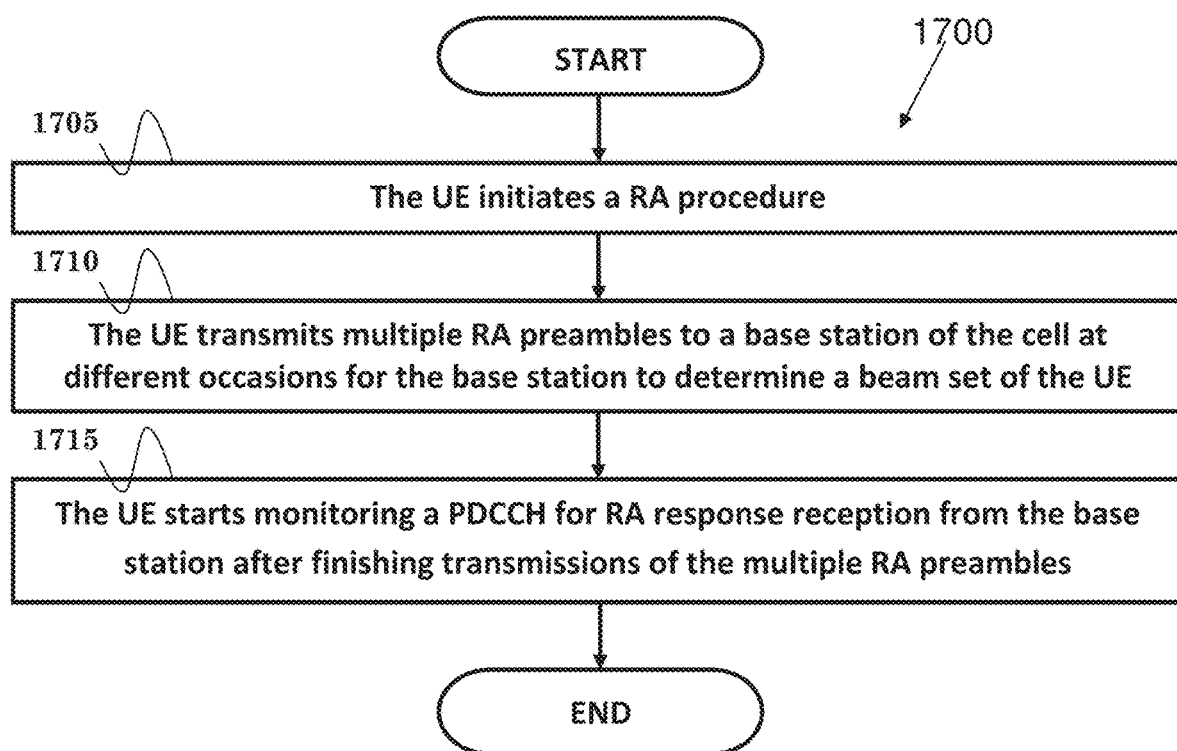 START
1700
1705
The UE initiates a RA procedure
1710
The UE transmits multiple RA preambles to a base station of the cell at
different occasions for the base station to determine a beam set of the UE
1715
The UE starts monitoring a PDCCH for RA response reception from the base
station after finishing transmissions of the multiple RA preambles
END